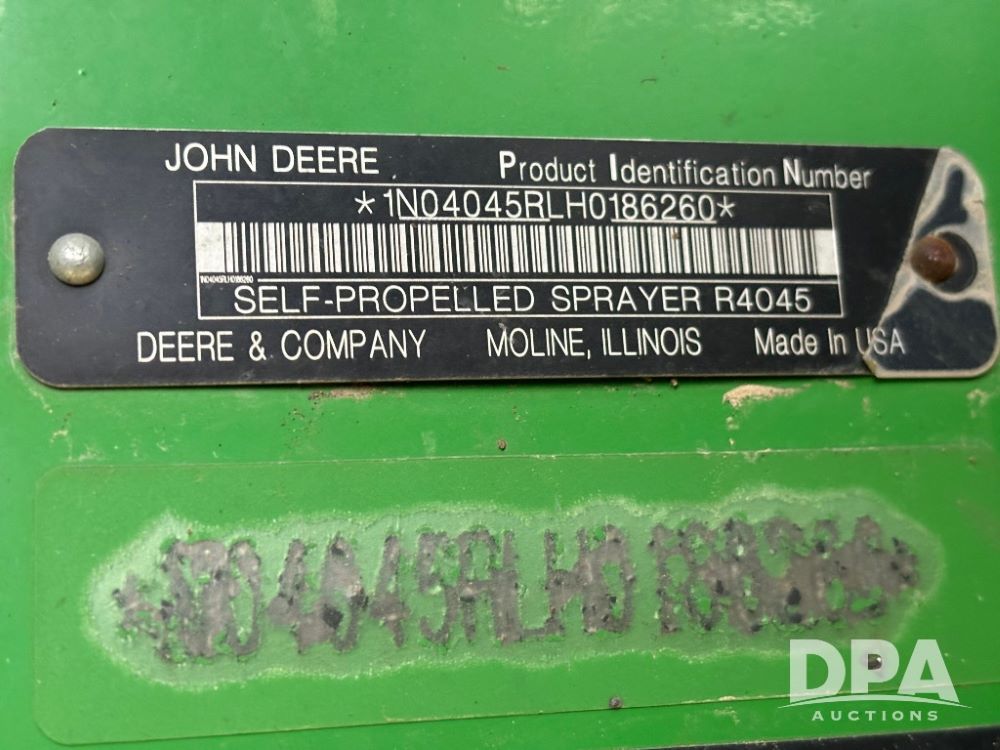 JOHN DEERE Product Identification Number
*1N04045RLH0186260*
1N04045RLH0186260
SELF-PROPELLED SPRAYER R4045
DEERE & COMPANY MOLINE, ILLINOIS Made In USA
DPA
AUCTIONS